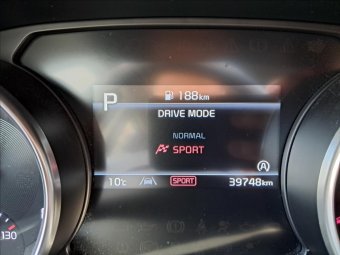 P 188km
DRIVE MODE
NORMAL
SPORT
A
10°C SPORT 39748km
130